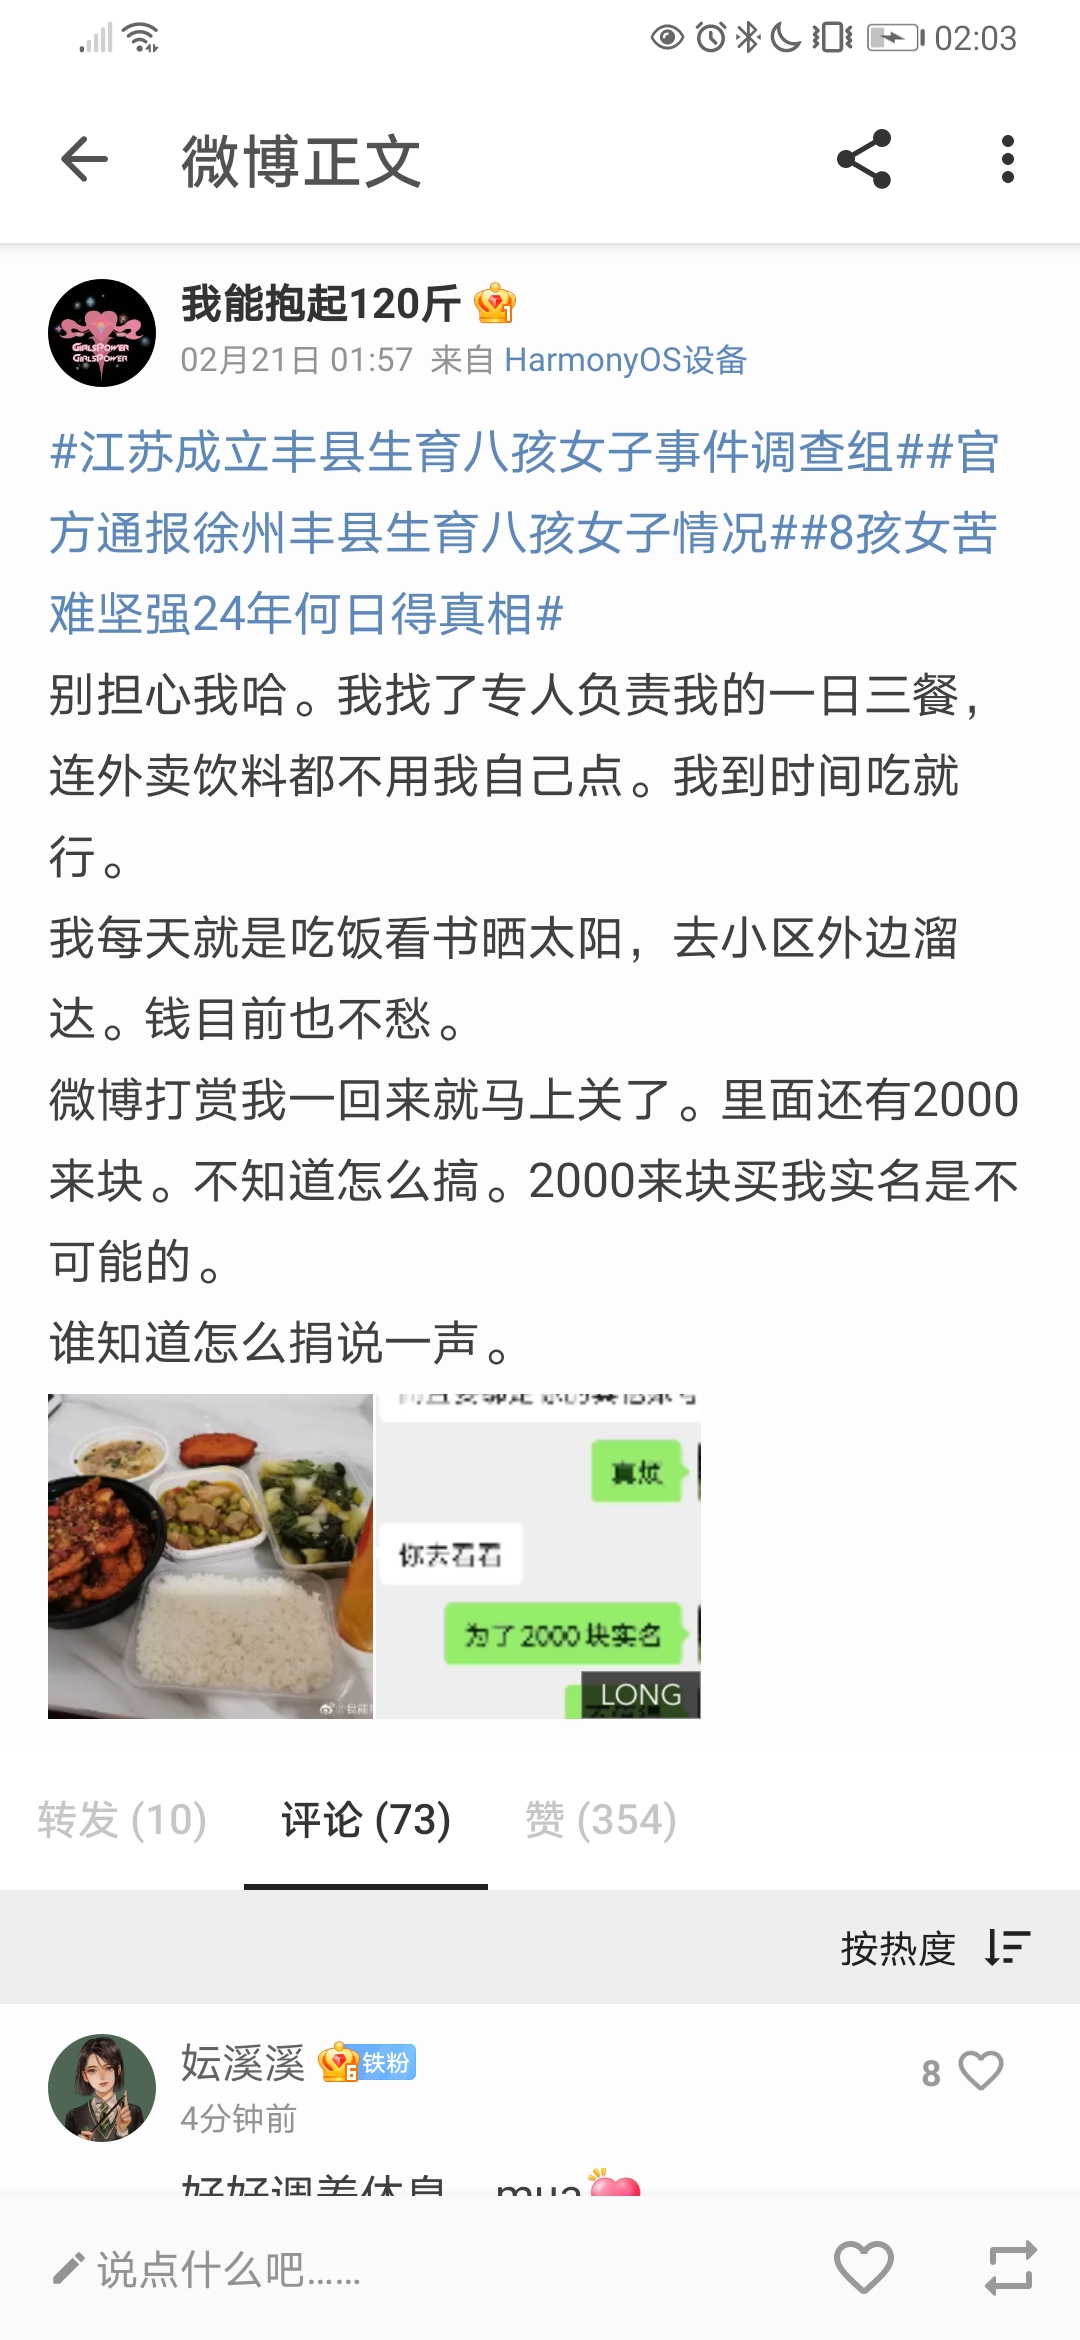 02:03
微博正文
我能抱起120斤
GIRLSPOWER
GIRLSPOWER
02月21日 01:57 来自 HarmonyOS设备
#江苏成立丰县生育八孩女子事件调查组##官
方通报徐州丰县生育八孩女子情况##8孩女苦
难坚强24年何日得真相#
别担心我哈。我找了专人负责我的一日三餐，
连外卖饮料都不用我自己点。我到时间吃就
行。
我每天就是吃饭看书晒太阳，去小区外边溜
达。钱目前也不愁。
微博打赏我一回来就马上关了。里面还有2000
来块。不知道怎么搞。2000来块买我实名是不
可能的。
谁知道怎么捐说一声。
真烦
你去看看
为了2000块实名
LONG
转发 (10) 评论 (73) 赞 (354)
按热度
妘溪溪 铁粉
8
4分钟前
好好调养休息 mua
说点什么吧……